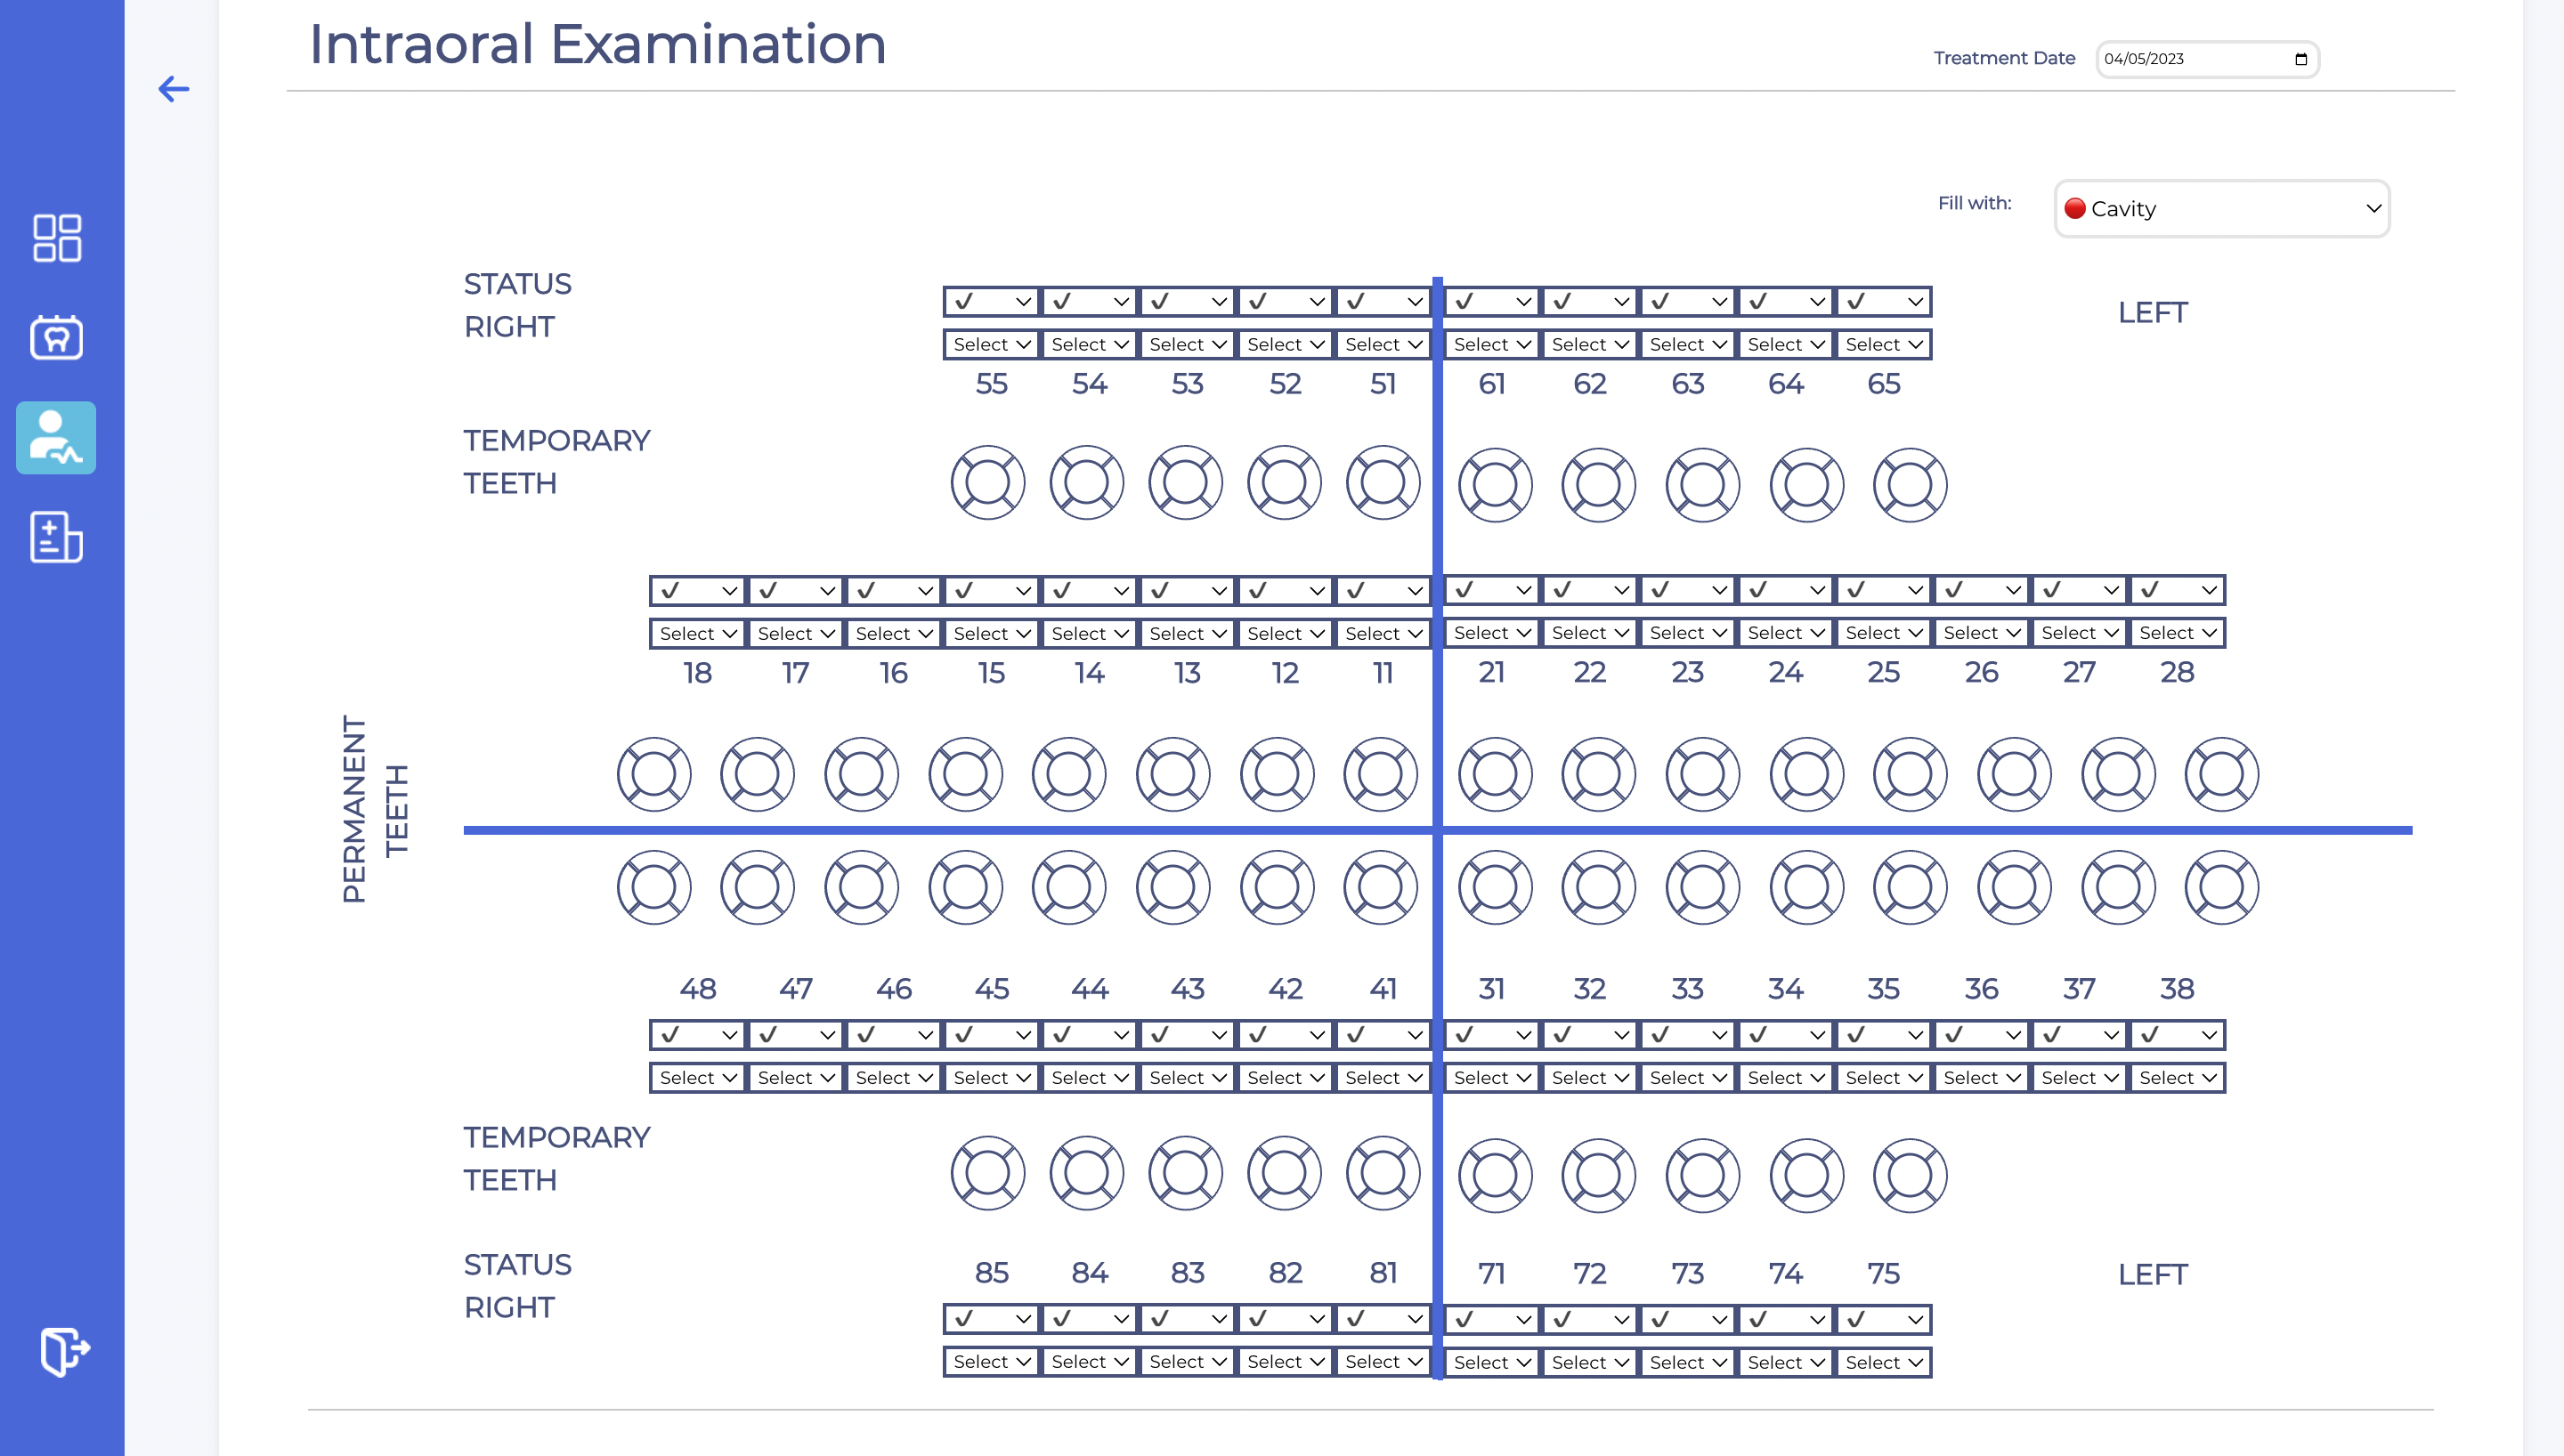 Intraoral Examination
Treatment Date 04/05/2023
Fill with: Cavity
STATUS
RIGHT
✓ ✓ ✓ ✓ ✓ ✓ ✓ ✓ ✓ ✓
LEFT
Select Select Select Select Select Select Select Select Select Select
55 54 53 52 51 61 62 63 64 65
TEMPORARY
TEETH
✓ ✓ ✓ ✓ ✓ ✓ ✓ ✓ ✓ ✓ ✓ ✓ ✓ ✓ ✓ ✓
Select Select Select Select Select Select Select Select Select Select Select Select Select Select Select Select
18 17 16 15 14 13 12 11 21 22 23 24 25 26 27 28
PERMANENT
TEETH
48 47 46 45 44 43 42 41 31 32 33 34 35 36 37 38
✓ ✓ ✓ ✓ ✓ ✓ ✓ ✓ ✓ ✓ ✓ ✓ ✓ ✓ ✓ ✓
Select Select Select Select Select Select Select Select Select Select Select Select Select Select Select Select
TEMPORARY
TEETH
STATUS
RIGHT
85 84 83 82 81 71 72 73 74 75
LEFT
✓ ✓ ✓ ✓ ✓ ✓ ✓ ✓ ✓ ✓
Select Select Select Select Select Select Select Select Select Select